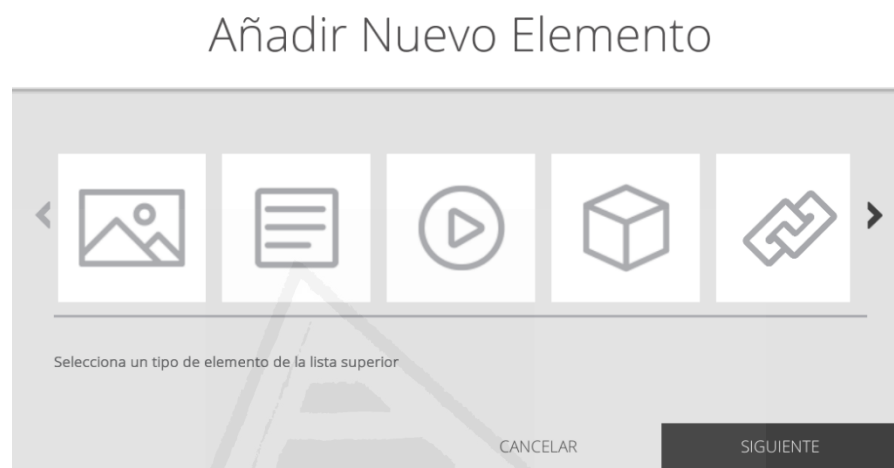 Añadir Nuevo Elemento
Selecciona un tipo de elemento de la lista superior
CANCELAR
SIGUIENTE